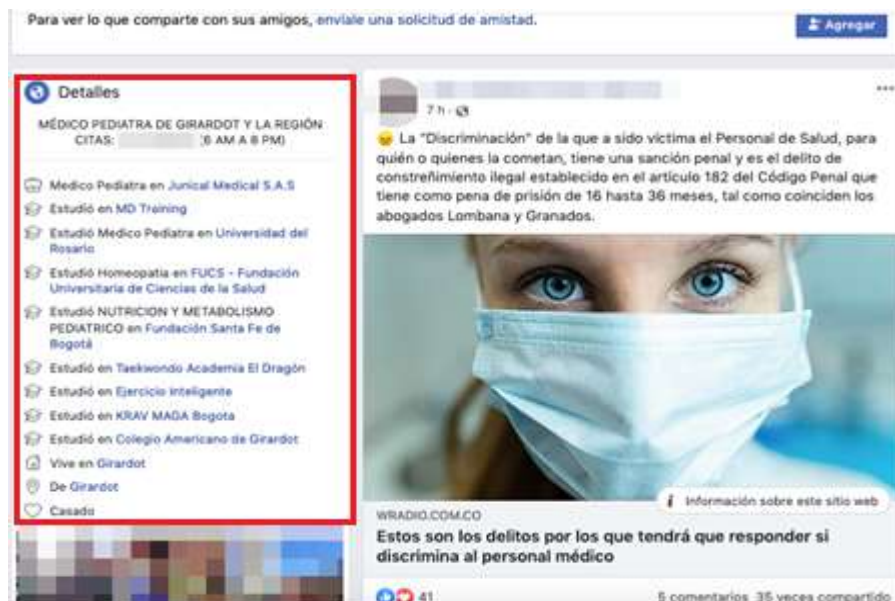 Para ver lo que comparte con sus amigos, envíale una solicitud de amistad.
Agregar
Detalles
MÉDICO PEDIATRA DE GIRARDOT Y LA REGIÓN
CITAS: (6 AM A 8 PM)
Medico Pediatra en Junical Medical S.A.S
Estudió en MD Training
Estudió Medico Pediatra en Universidad del
Rosario
Estudió Homeopatia en FUCS - Fundación
Universitaria de Ciencias de la Salud
Estudió NUTRICION Y METABOLISMO
PEDIATRICO en Fundación Santa Fe de
Bogotá
Estudió en Taekwondo Academia El Dragón
Estudió en Ejercicio Inteligente
Estudió en KRAV MAGA Bogota
Estudió en Colegio Americano de Girardot
Vive en Girardot
De Girardot
Casado
7 h
La "Discriminación" de la que a sido victima el Personal de Salud, para
quién o quienes la cometan, tiene una sanción penal y es el delito de
constreñimiento ilegal establecido en el artículo 182 del Código Penal que
tiene como pena de prisión de 16 hasta 36 meses, tal como coinciden los
abogados Lombana y Granados.
Información sobre este sitio web
WRADIO.COM.CO
Estos son los delitos por los que tendrá que responder si
discrimina al personal médico
41
5 comentarios 35 veces compartido